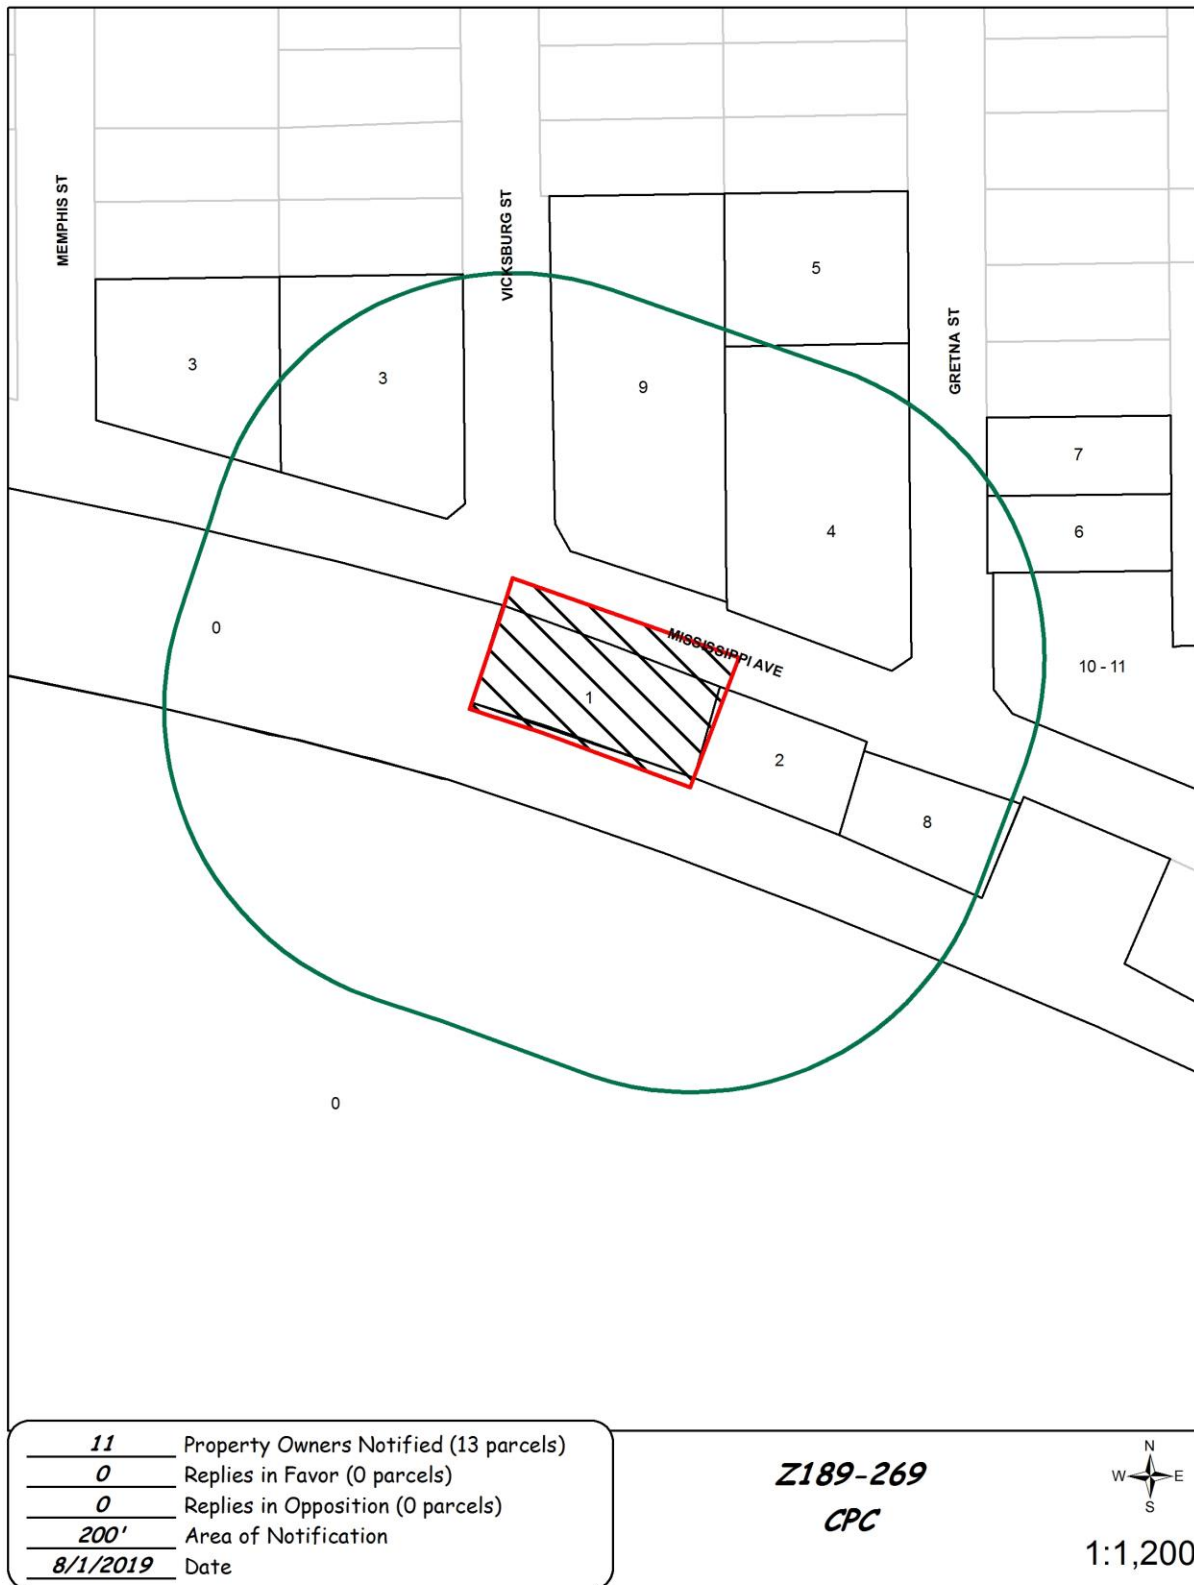 MEMPHIS ST
VICKSBURG ST
GRETNA ST
5
3
3
9
7
6
4
0
MISSISSIPPI AVE
10 - 11
1
2
8
0
11 Property Owners Notified (13 parcels)
0 Replies in Favor (0 parcels)
0 Replies in Opposition (0 parcels)
200' Area of Notification
8/1/2019 Date
Z189-269
CPC
N
W E
S
1:1,200